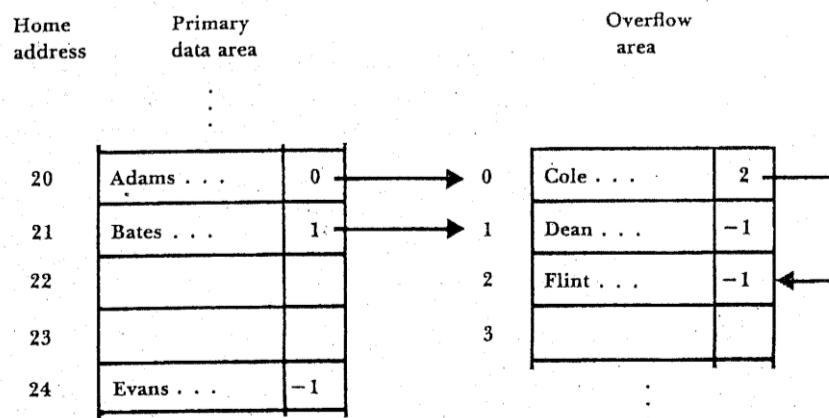 Home address
Primary data area
Overflow area
.
.
.
20 Adams . . . 0
21 Bates . . . 1
22
23
24 Evans . . . −1
0 Cole . . . 2
1 Dean . . . −1
2 Flint . . . −1
3
.
.